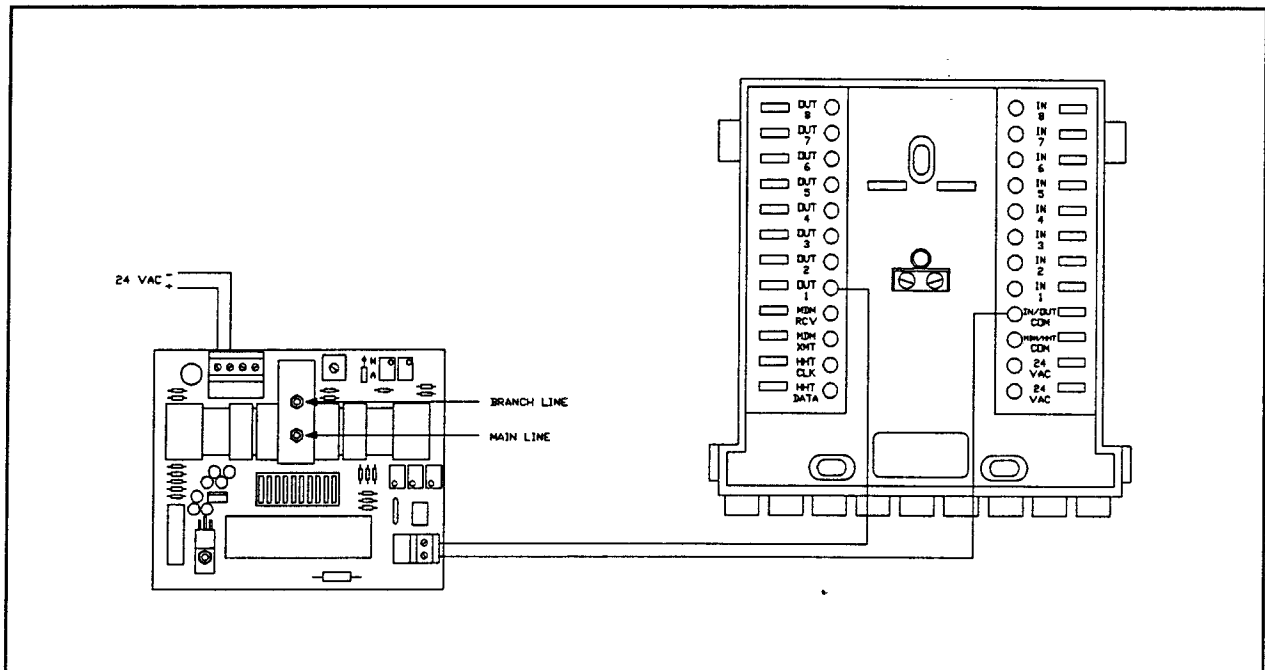 OUT
8
OUT
7
OUT
6
OUT
5
OUT
4
OUT
3
OUT
2
OUT
1
MDM
RCV
MDM
XMT
HHT
CLK
HHT
DATA
IN
8
IN
7
IN
6
IN
5
IN
4
IN
3
IN
2
IN
1
IN/OUT
COM
MDM/HHT
COM
24
VAC
24
VAC
24 VAC - +
M
A
BRANCH LINE
MAIN LINE